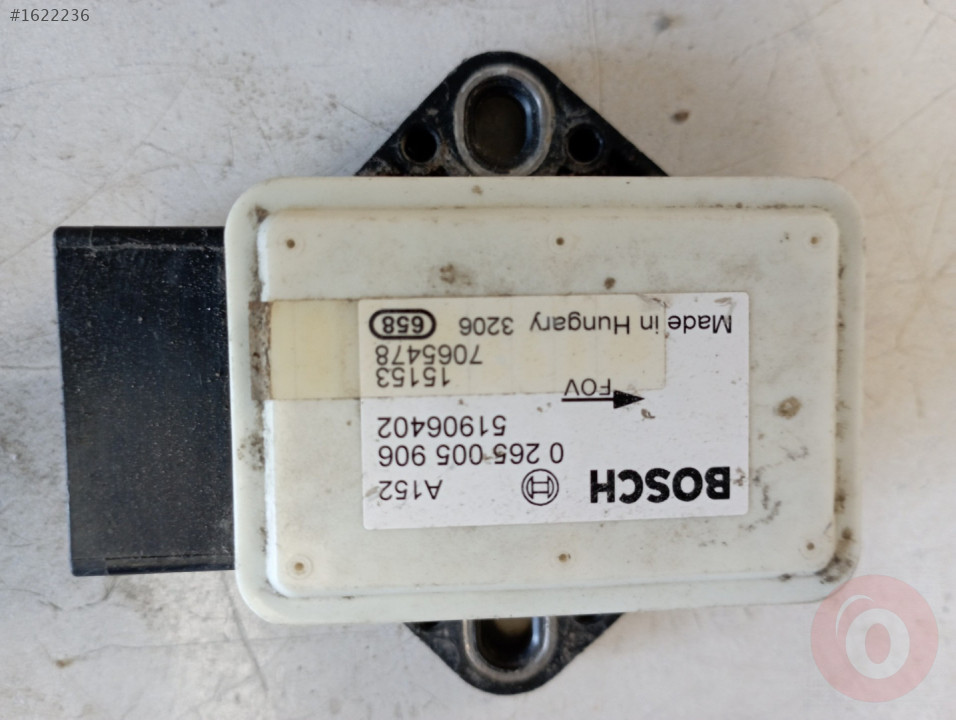 #1622236
BOSCH A152
0 265 005 906
51906402
FOV
15153
7065478
Made in Hungary 3206 658